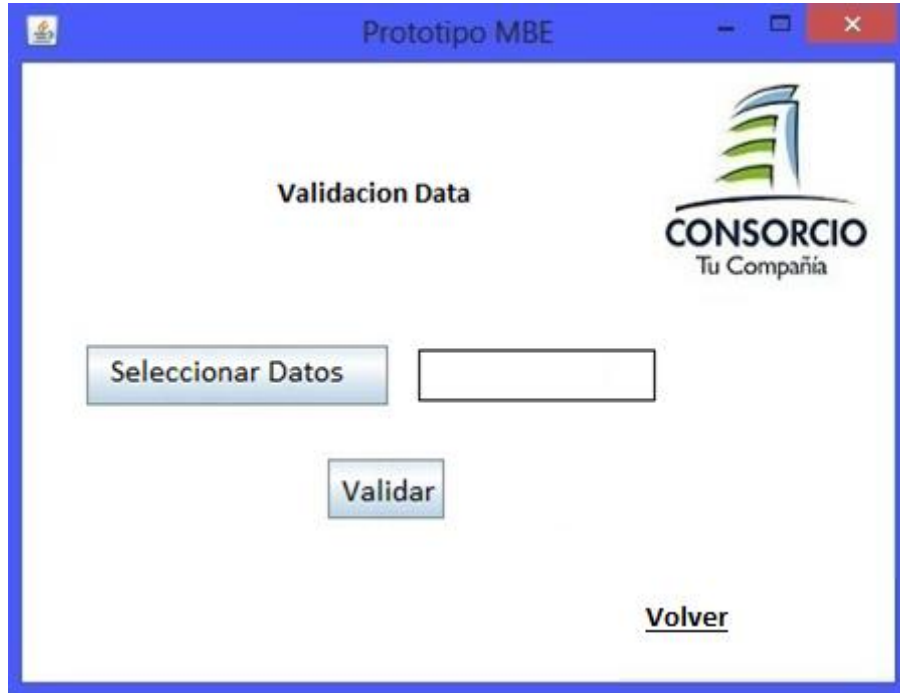 Prototipo MBE
Validacion Data
CONSORCIO
Tu Compañía
Seleccionar Datos
Validar
Volver